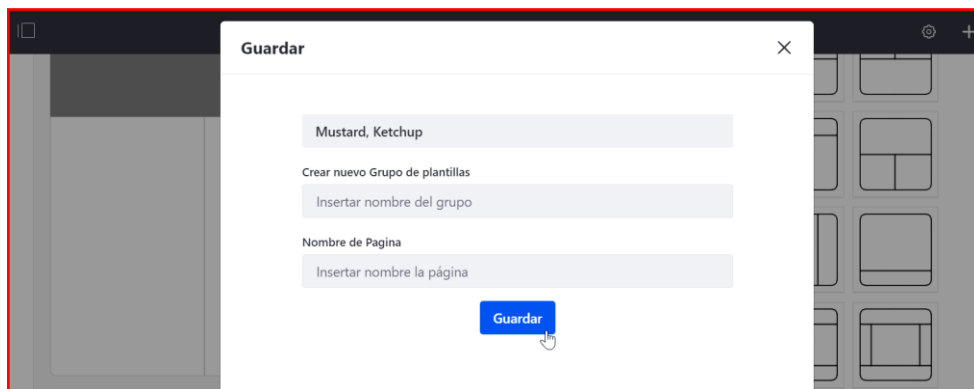 Guardar
Mustard, Ketchup
Crear nuevo Grupo de plantillas
Insertar nombre del grupo
Nombre de Pagina
Insertar nombre la página
Guardar